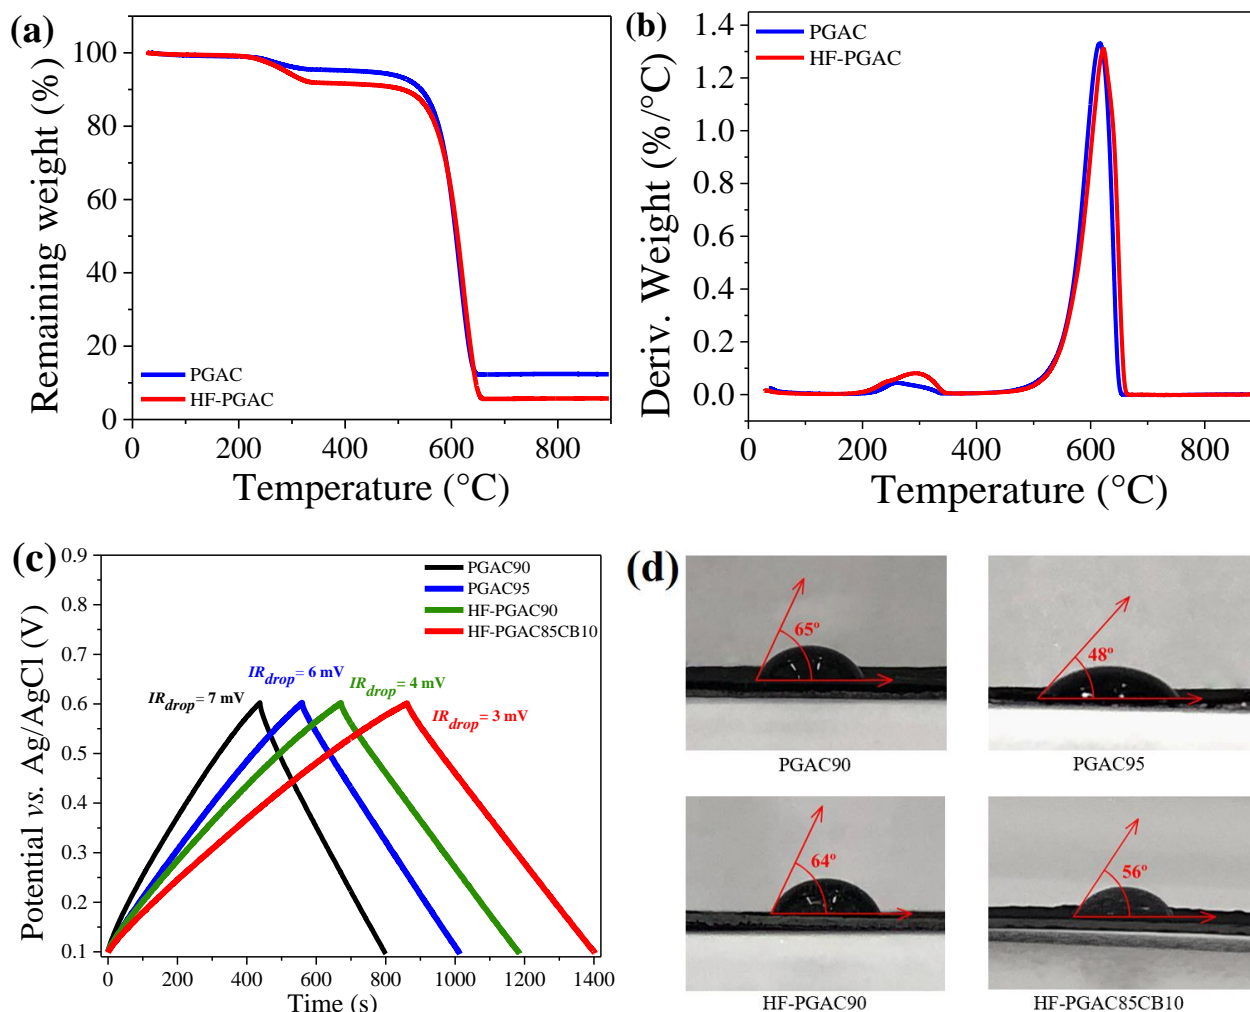 (a)
Remaining weight (%)
100
80
60
40
20
0
PGAC
HF-PGAC
0
200
400
600
800
Temperature (°C)
(b)
Deriv. Weight (%/°C)
1.4
1.2
1.0
0.8
0.6
0.4
0.2
0.0
PGAC
HF-PGAC
0
200
400
600
800
Temperature (°C)
(c)
Potential vs. Ag/AgCl (V)
0.9
0.8
0.7
0.6
0.5
0.4
0.3
0.2
0.1
PGAC90
PGAC95
HF-PGAC90
HF-PGAC85CB10
IRdrop = 7 mV
IRdrop = 6 mV
IRdrop = 4 mV
IRdrop = 3 mV
0
200
400
600
800
1000
1200
1400
Time (s)
(d)
65º
PGAC90
48º
PGAC95
64º
HF-PGAC90
56º
HF-PGAC85CB10